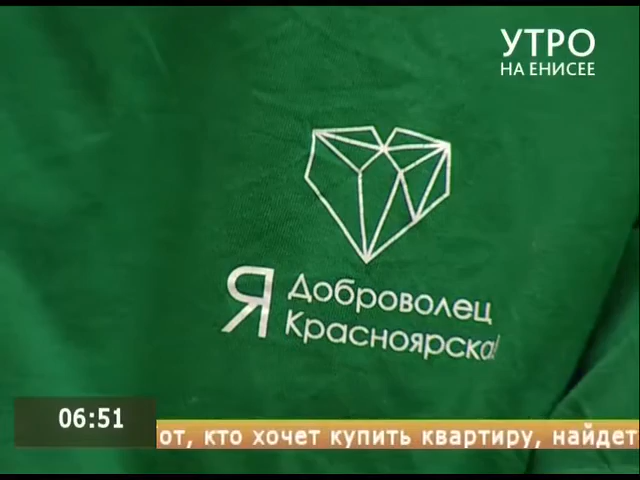 УТРО
НА ЕНИСЕЕ
Я Доброволец
Красноярска!
06:51
от, кто хочет купить квартиру, найдет